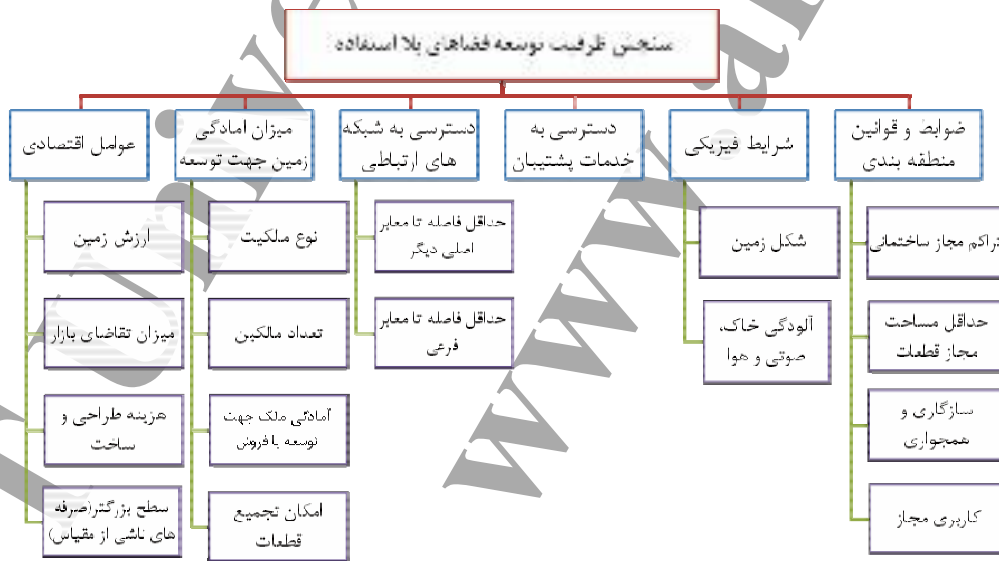 سنجش ظرفیت توسعه فضاهای بلا استفاده
ضوابط و قوانین
منطقه بندی
شرایط فیزیکی
دسترسی به
خدمات پشتیبان
دسترسی به شبکه
های ارتباطی
میزان امادگی
زمین جهت توسعه
عوامل اقتصادی
تراکم مجاز ساختمانی
حداقل مساحت
مجاز قطعات
سازگاری و
همجواری
کاربری مجاز
شکل زمین
آلودگی خاک،
صوتی و هوا
حداقل فاصله تا معابر
اصلی دیگر
حداقل فاصله تا معابر
فرعی
نوع مالکیت
تعداد مالکین
آمادگی ملک جهت
توسعه یا فروش
امکان تجمیع
قطعات
ارزش زمین
میزان تقاضای بازار
هزینه طراحی و
ساخت
سطح بزرگتر(صرفه
های ناشی از مقیاس)
www